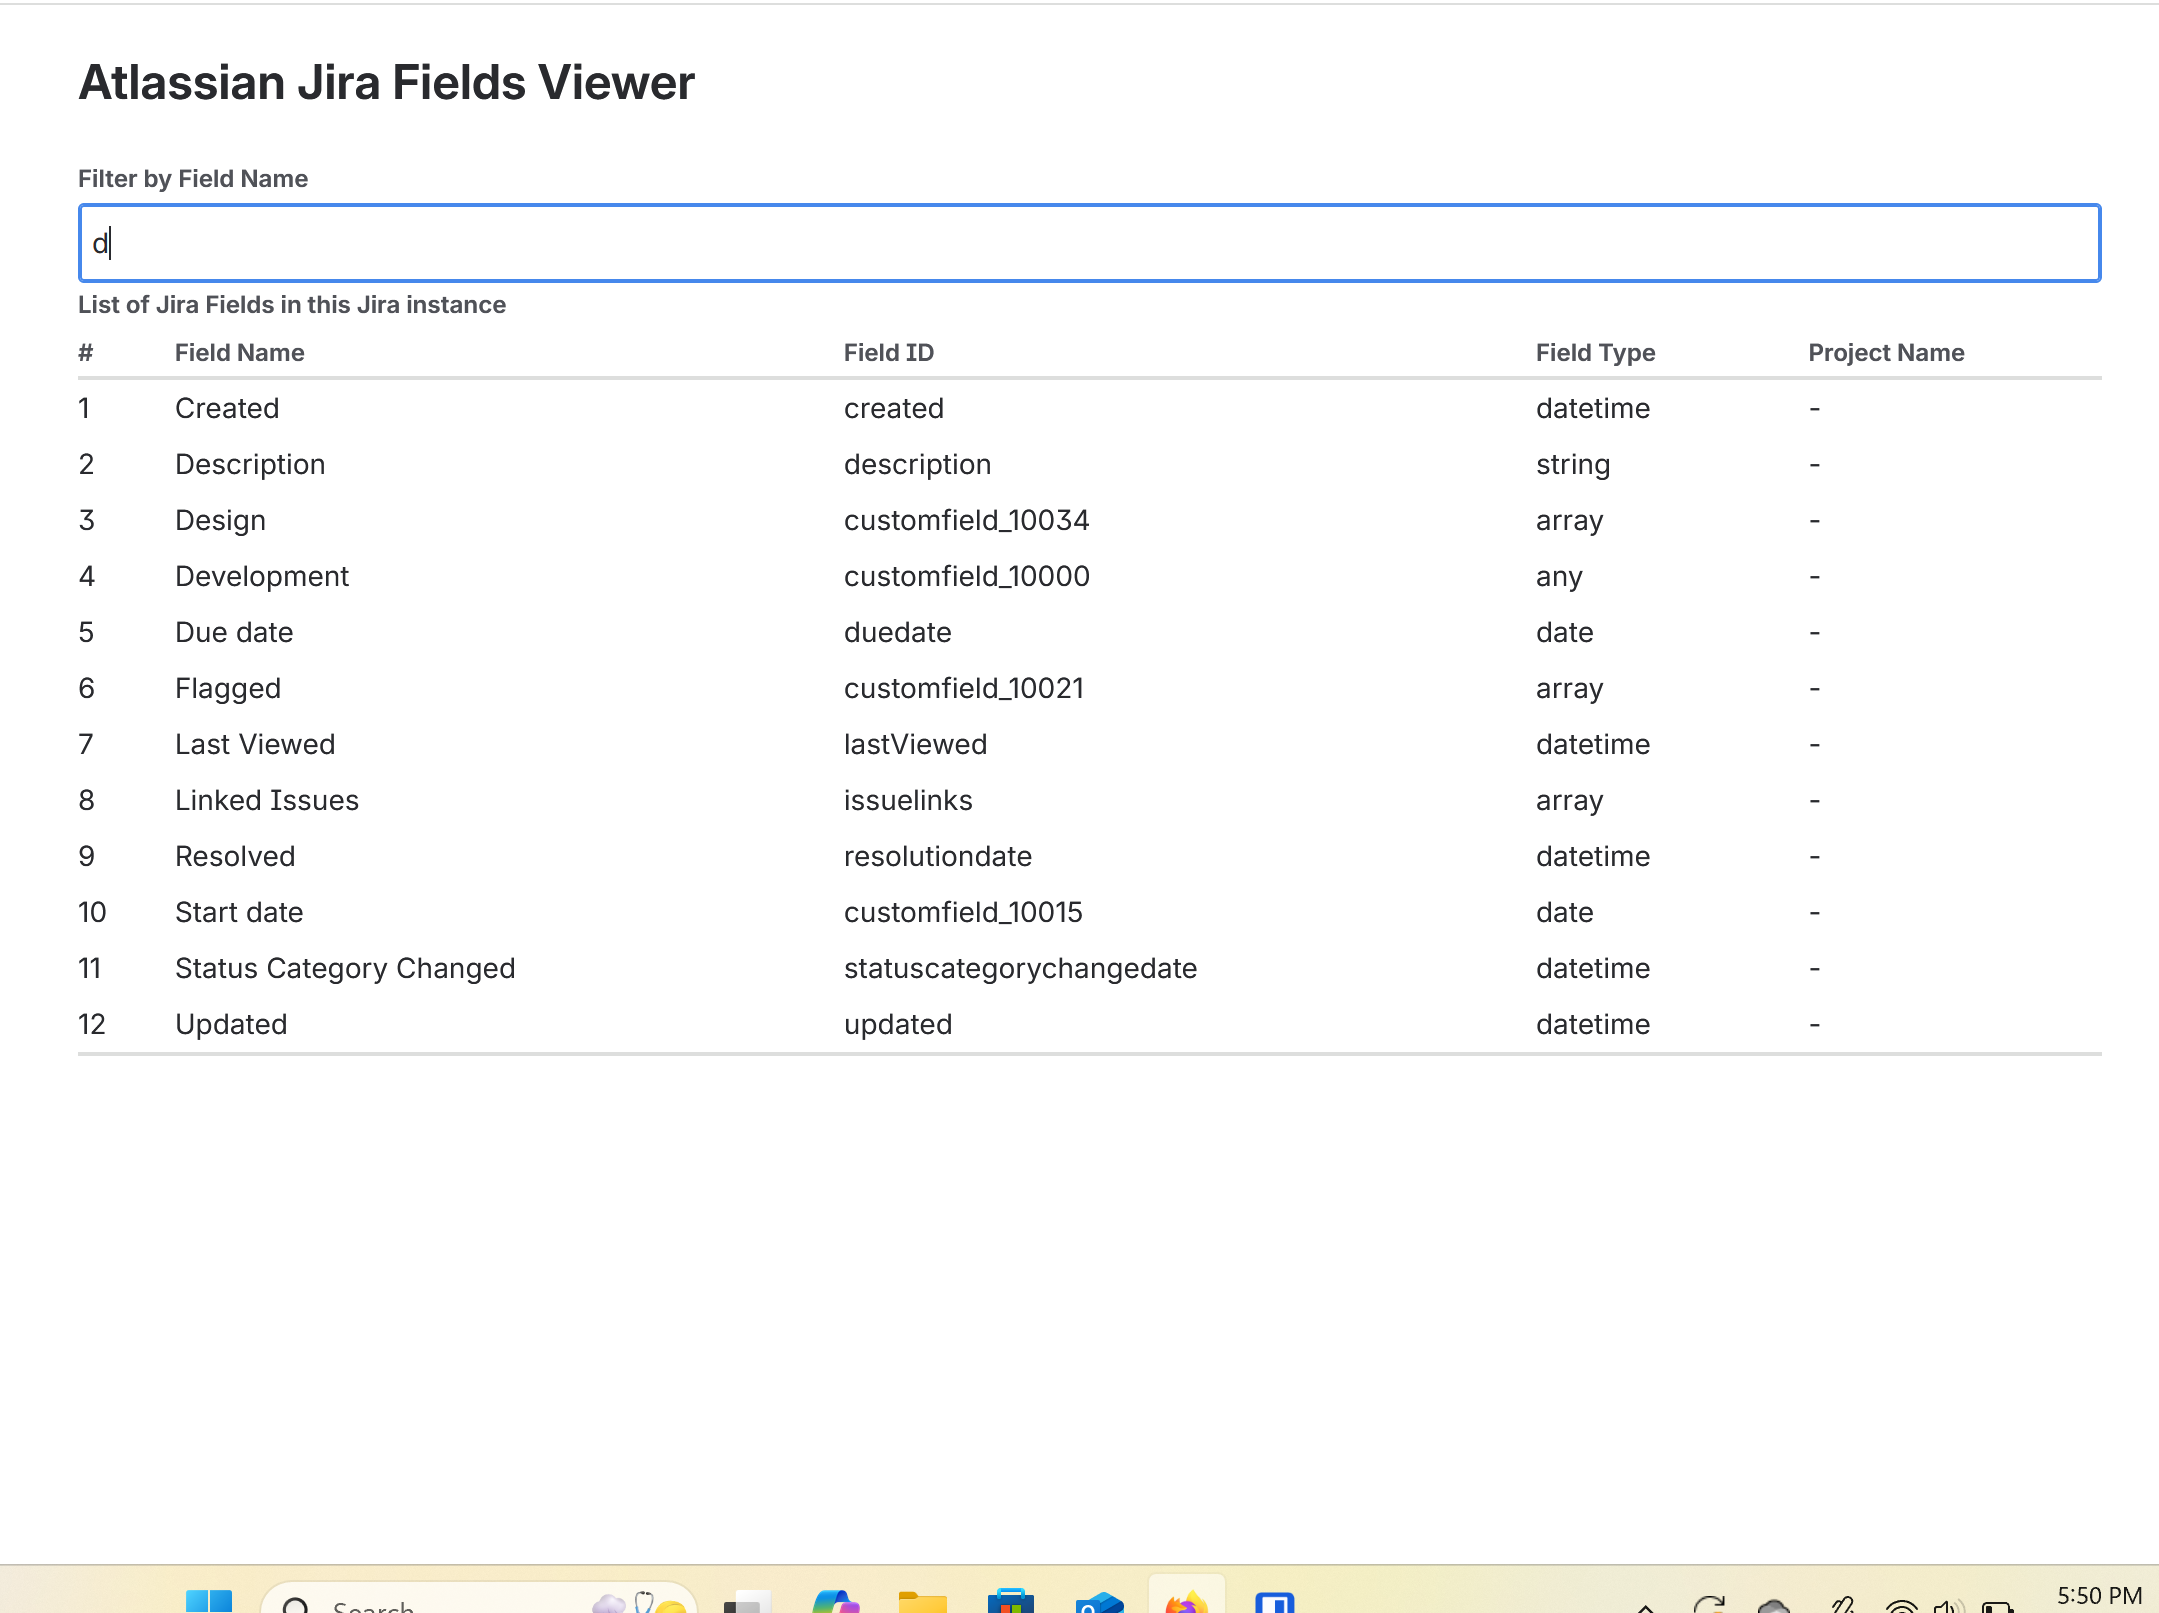 Atlassian Jira Fields Viewer
Filter by Field Name
d
List of Jira Fields in this Jira instance
# Field Name Field ID Field Type Project Name
1 Created created datetime -
2 Description description string -
3 Design customfield_10034 array -
4 Development customfield_10000 any -
5 Due date duedate date -
6 Flagged customfield_10021 array -
7 Last Viewed lastViewed datetime -
8 Linked Issues issuelinks array -
9 Resolved resolutiondate datetime -
10 Start date customfield_10015 date -
11 Status Category Changed statuscategorychangedate datetime -
12 Updated updated datetime -
Search
5:50 PM